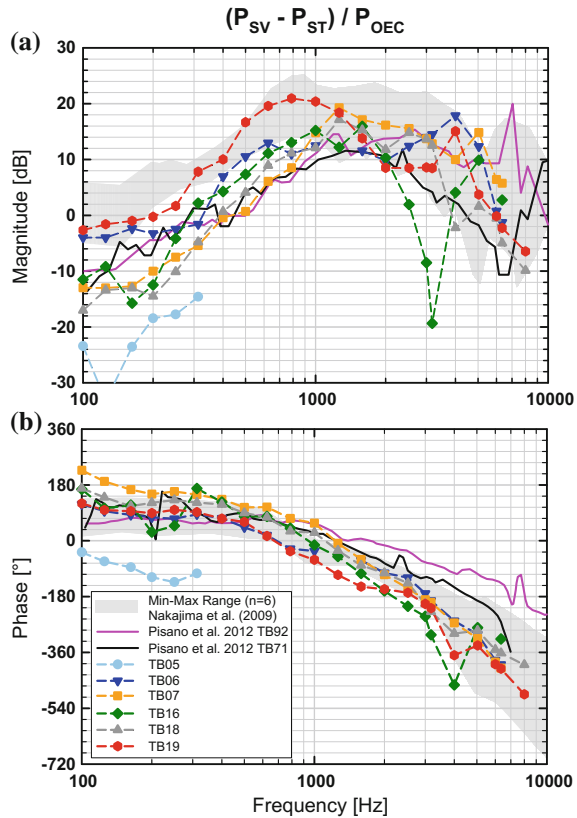 (P_SV - P_ST) / P_OEC
(a)
30
20
10
0
-10
-20
-30
Magnitude [dB]
100
1000
10000
(b)
360
180
0
-180
-360
-540
-720
Phase [°]
Min-Max Range (n=6)
Nakajima et al. (2009)
Pisano et al. 2012 TB92
Pisano et al. 2012 TB71
TB05
TB06
TB07
TB16
TB18
TB19
100
1000
10000
Frequency [Hz]